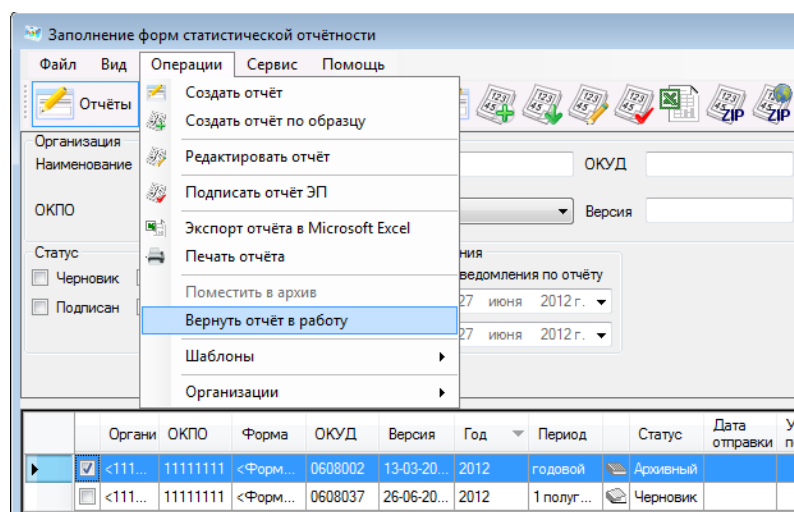 Заполнение форм статистической отчётности
Файл Вид Операции Сервис Помощь
Отчёты
Создать отчёт
Создать отчёт по образцу
Редактировать отчёт
Подписать отчёт ЭП
Экспорт отчёта в Microsoft Excel
Печать отчёта
Поместить в архив
Вернуть отчёт в работу
Шаблоны
Организации
ZIP ZIP
Организация
Наименование ОКУД
ОКПО Версия
Статус
Черновик ведомления по отчёту
Подписан 27 июня 2012 г.
27 июня 2012 г.
Органи ОКПО Форма ОКУД Версия Год Период Статус Дата отправки
<111... 11111111 <Форм... 0608002 13-03-20... 2012 годовой Архивный
<111... 11111111 <Форм... 0608037 26-06-20... 2012 1 полуг... Черновик